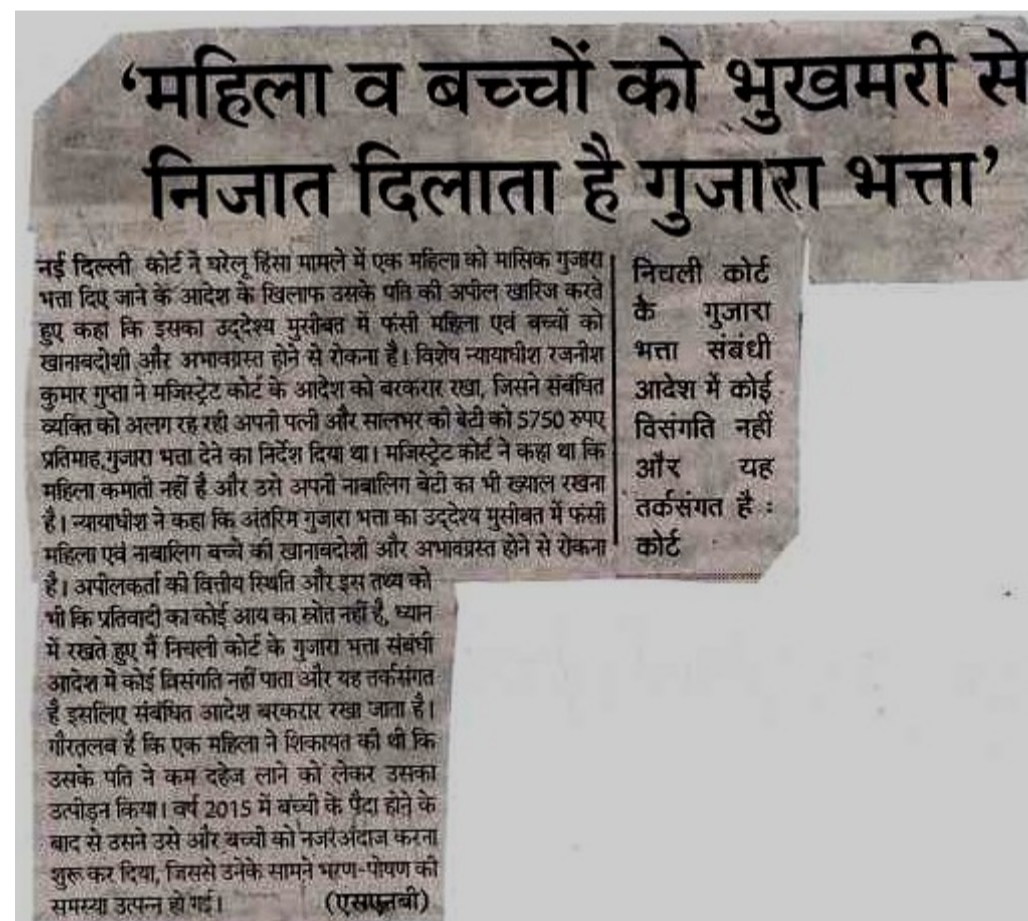 ‘महिला व बच्चों को भुखमरी से
निजात दिलाता है गुजारा भत्ता’
नई दिल्ली कोर्ट ने घरेलू हिंसा मामले में एक महिला को मासिक गुजारा
भत्ता दिए जाने के आदेश के खिलाफ उसके पति की अपील खारिज करते
हुए कहा कि इसका उद्देश्य मुसीबत में फंसी महिला एवं बच्चों को
खानाबदोशी और अभावग्रस्त होने से रोकना है। विशेष न्यायाधीश रजनीश
कुमार गुप्ता ने मजिस्ट्रेट कोर्ट के आदेश को बरकरार रखा, जिसने संबंधित
व्यक्ति को अलग रह रही अपनी पत्नी और सालभर की बेटी को 5750 रुपए
प्रतिमाह गुजारा भत्ता देने का निर्देश दिया था। मजिस्ट्रेट कोर्ट ने कहा था कि
महिला कमाती नहीं है और उसे अपनी नाबालिग बेटी का भी ख्याल रखना
है। न्यायाधीश ने कहा कि अंतरिम गुजारा भत्ता का उद्देश्य मुसीबत में फंसी
महिला एवं नाबालिग बच्चे की खानाबदोशी और अभावग्रस्त होने से रोकना
है। अपीलकर्ता की वित्तीय स्थिति और इस तथ्य को
भी कि प्रतिवादी का कोई आय का स्रोत नहीं है, ध्यान
में रखते हुए मैं निचली कोर्ट के गुजारा भत्ता संबंधी
आदेश में कोई विसंगति नहीं पाता और यह तर्कसंगत
है इसलिए संबंधित आदेश बरकरार रखा जाता है।
गौरतलब है कि एक महिला ने शिकायत की थी कि
उसके पति ने कम दहेज लाने को लेकर उसका
उत्पीड़न किया। वर्ष 2015 में बच्ची के पैदा होने के
बाद से उसने उसे और बच्ची को नजरअंदाज करना
शुरू कर दिया, जिससे उनके सामने भरण-पोषण की
समस्या उत्पन्न हो गई। (एसएनबी)
निचली कोर्ट
के गुजारा
भत्ता संबंधी
आदेश में कोई
विसंगति नहीं
और यह
तर्कसंगत है :
कोर्ट